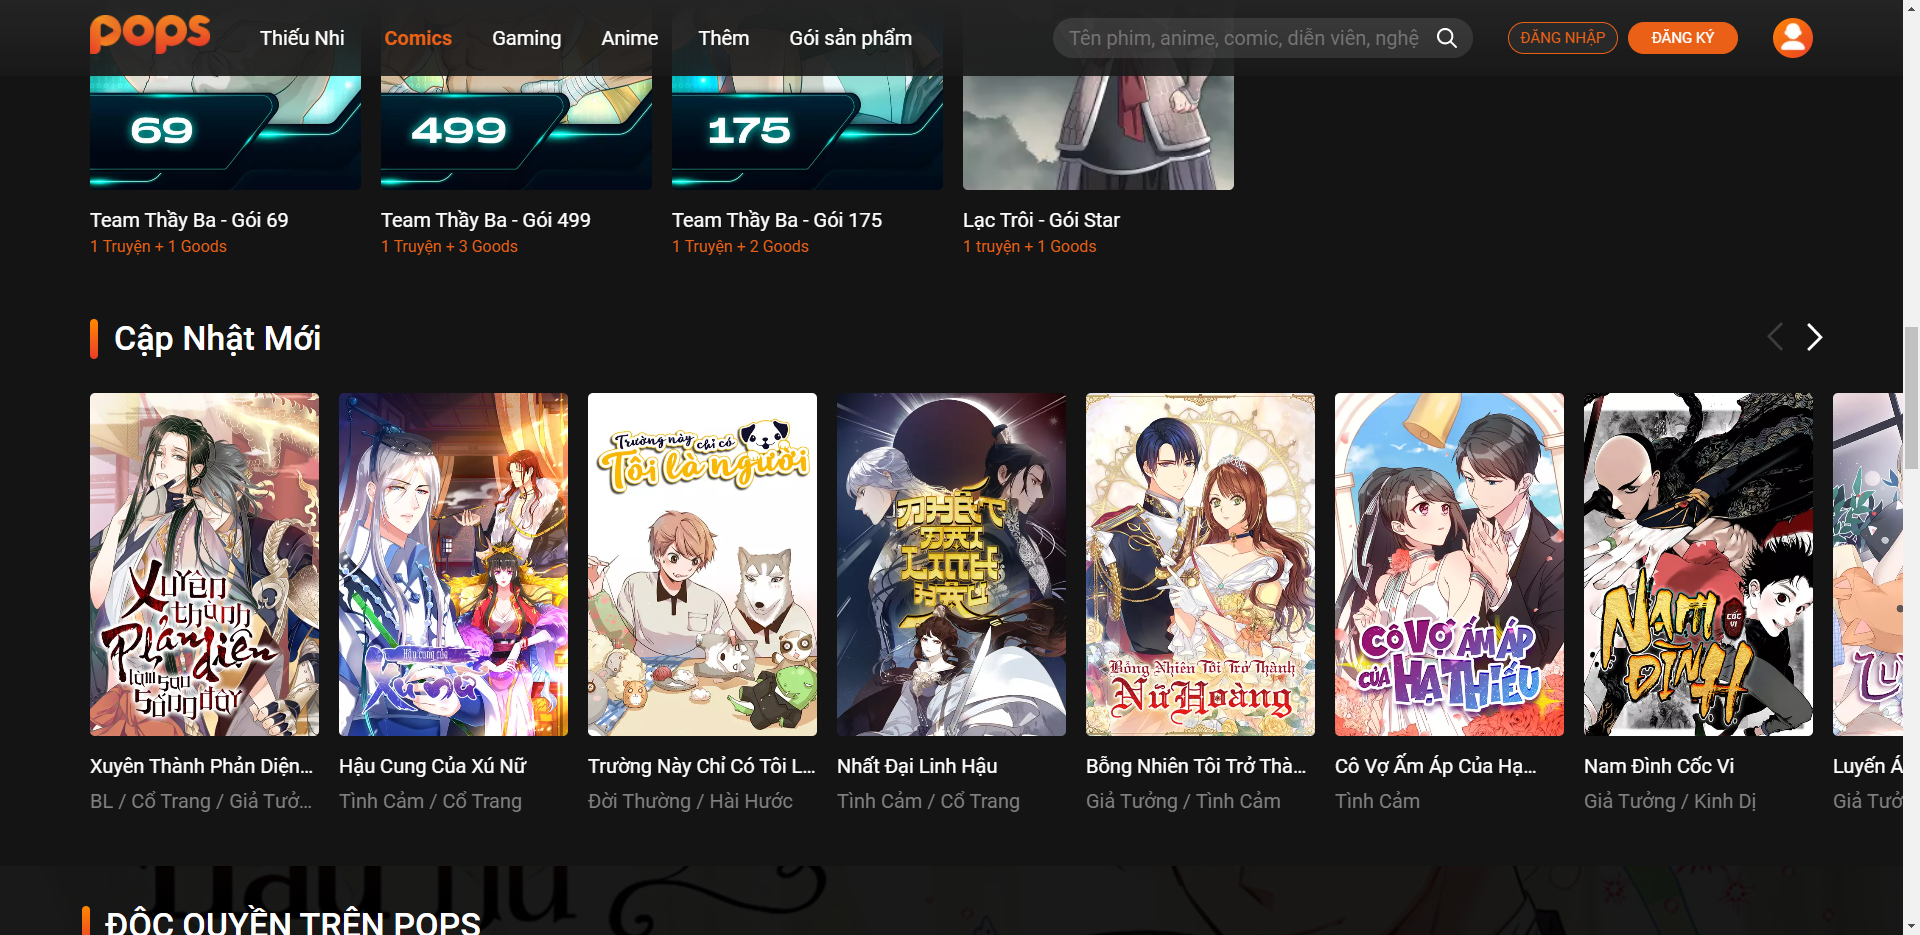 POPS
Thiếu Nhi
Comics
Gaming
Anime
Thêm
Gói sản phẩm
Tên phim, anime, comic, diễn viên, nghệ
ĐĂNG NHẬP
ĐĂNG KÝ
69
499
175
Team Thầy Ba - Gói 69
1 Truyện + 1 Goods
Team Thầy Ba - Gói 499
1 Truyện + 3 Goods
Team Thầy Ba - Gói 175
1 Truyện + 2 Goods
Lạc Trôi - Gói Star
1 truyện + 1 Goods
Cập Nhật Mới
Xuyên
thành
Phản diện
làm sao
sống đây
Hậu cung của
Xú nữ
Trường này chỉ có
Tôi là người
NHẤT
ĐẠI
LINH
HẬU
Bỗng Nhiên Tôi Trở Thành
Nữ Hoàng
CÔ VỢ ẤM ÁP
CỦA HẠ THIẾU
NAM
ĐÌNH
CỐC
VI
Xuyên Thành Phản Diện...
BL / Cổ Trang / Giả Tưở...
Hậu Cung Của Xú Nữ
Tình Cảm / Cổ Trang
Trường Này Chỉ Có Tôi L...
Đời Thường / Hài Hước
Nhất Đại Linh Hậu
Tình Cảm / Cổ Trang
Bỗng Nhiên Tôi Trở Thà...
Giả Tưởng / Tình Cảm
Cô Vợ Ấm Áp Của Hạ...
Tình Cảm
Nam Đình Cốc Vi
Giả Tưởng / Kinh Dị
Luyến Á
Giả Tưở
ĐỘC QUYỀN TRÊN POPS